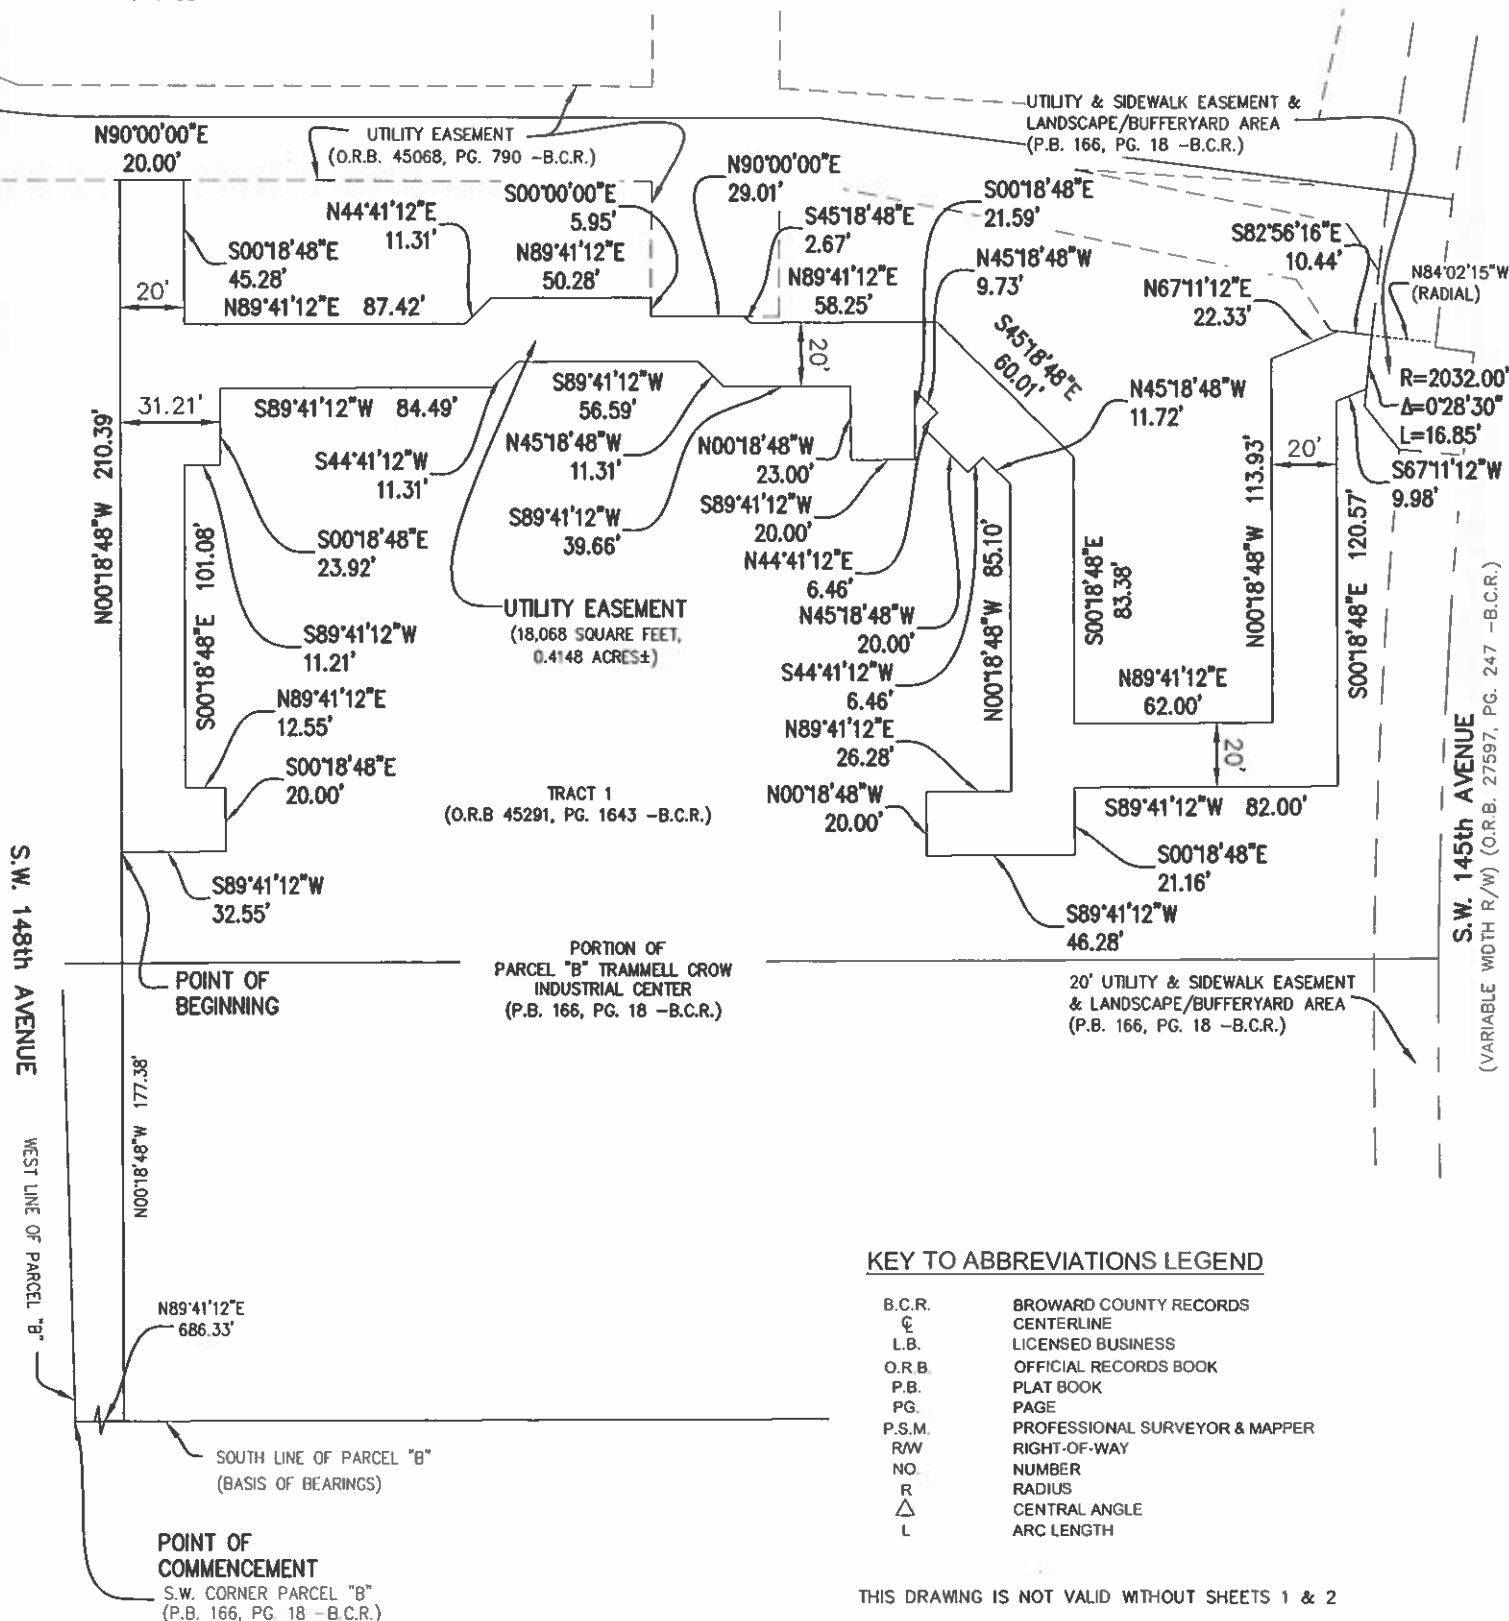 N90°00'00"E
20.00'
UTILITY EASEMENT
(O.R.B. 45068, PG. 790 -B.C.R.)
UTILITY & SIDEWALK EASEMENT &
LANDSCAPE/BUFFERYARD AREA
(P.B. 166, PG. 18 -B.C.R.)
N90°00'00"E
29.01'
S00°00'00"E
5.95'
N44°41'12"E
11.31'
S00°18'48"E
21.59'
S45°18'48"E
2.67'
S82°56'16"E
10.44'
S00°18'48"E
45.28'
N89°41'12"E
50.28'
N45°18'48"W
9.73'
N84°02'15"W
(RADIAL)
N89°41'12"E
58.25'
N67°11'12"E
22.33'
20'
N89°41'12"E 87.42'
S45°18'48"E
60.01'
20'
R=2032.00'
Δ=0°28'30"
L=16.85'
31.21'
S89°41'12"W 84.49'
S89°41'12"W
56.59'
N45°18'48"W
11.72'
N00°18'48"W 210.39'
S44°41'12"W
11.31'
N45°18'48"W
11.31'
N00°18'48"W
23.00'
N00°18'48"W 113.93'
20'
S67°11'12"W
9.98'
S89°41'12"W
20.00'
S89°41'12"W
39.66'
S00°18'48"E
23.92'
S00°18'48"E 101.08'
N44°41'12"E
6.46'
N00°18'48"W 85.10'
S00°18'48"E
83.38'
S00°18'48"E 120.57'
UTILITY EASEMENT
(18,068 SQUARE FEET,
0.4148 ACRES±)
N45°18'48"W
20.00'
S89°41'12"W
11.21'
S44°41'12"W
6.46'
N89°41'12"E
62.00'
N89°41'12"E
12.55'
N89°41'12"E
26.28'
20'
S00°18'48"E
20.00'
TRACT 1
(O.R.B 45291, PG. 1643 -B.C.R.)
N00°18'48"W
20.00'
S89°41'12"W 82.00'
S.W. 145th AVENUE
(VARIABLE WIDTH R/W) (O.R.B. 27597, PG. 247 -B.C.R.)
S00°18'48"E
21.16'
S89°41'12"W
32.55'
S89°41'12"W
46.28'
S.W. 148th AVENUE
POINT OF
BEGINNING
PORTION OF
PARCEL "B" TRAMMELL CROW
INDUSTRIAL CENTER
(P.B. 166, PG. 18 -B.C.R.)
20' UTILITY & SIDEWALK EASEMENT
& LANDSCAPE/BUFFERYARD AREA
(P.B. 166, PG. 18 -B.C.R.)
N00°18'48"W 177.38'
WEST LINE OF PARCEL "B"
N89°41'12"E
686.33'
SOUTH LINE OF PARCEL "B"
(BASIS OF BEARINGS)
POINT OF
COMMENCEMENT
S.W. CORNER PARCEL "B"
(P.B. 166, PG. 18 -B.C.R.)
KEY TO ABBREVIATIONS LEGEND
B.C.R. BROWARD COUNTY RECORDS
℄ CENTERLINE
L.B. LICENSED BUSINESS
O.R.B. OFFICIAL RECORDS BOOK
P.B. PLAT BOOK
PG. PAGE
P.S.M. PROFESSIONAL SURVEYOR & MAPPER
R/W RIGHT-OF-WAY
NO. NUMBER
R RADIUS
△ CENTRAL ANGLE
L ARC LENGTH
THIS DRAWING IS NOT VALID WITHOUT SHEETS 1 & 2